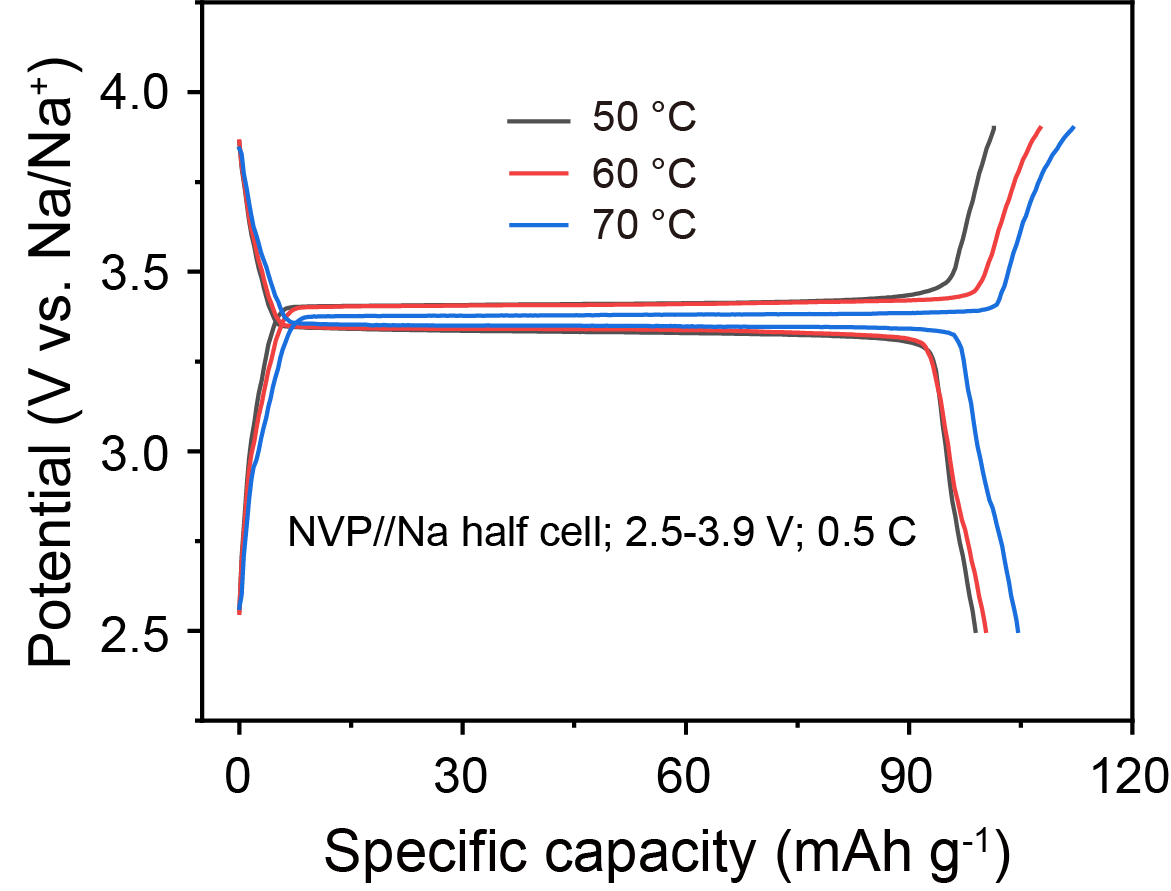 Potential (V vs. Na/Na⁺)
4.0
3.5
3.0
2.5
50 °C
60 °C
70 °C
NVP//Na half cell; 2.5-3.9 V; 0.5 C
0 30 60 90 120
Specific capacity (mAh g⁻¹)